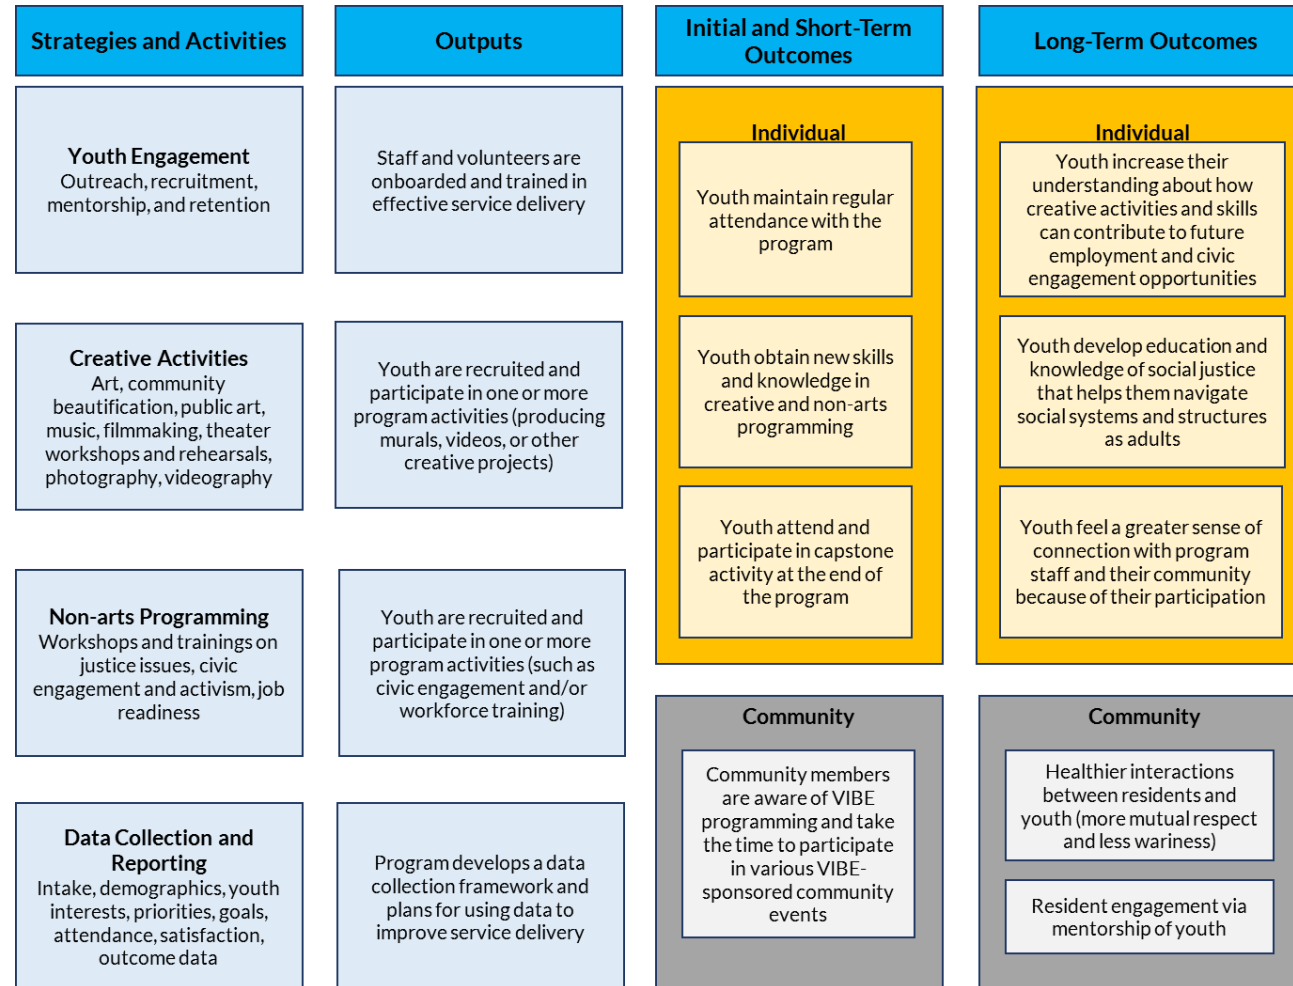 Strategies and Activities
Outputs
Initial and Short-Term
Outcomes
Long-Term Outcomes
Youth Engagement
Outreach, recruitment,
mentorship, and retention
Staff and volunteers are
onboarded and trained in
effective service delivery
Individual
Youth maintain regular
attendance with the
program
Individual
Youth increase their
understanding about how
creative activities and skills
can contribute to future
employment and civic
engagement opportunities
Creative Activities
Art, community
beautification, public art,
music, filmmaking, theater
workshops and rehearsals,
photography, videography
Youth are recruited and
participate in one or more
program activities (producing
murals, videos, or other
creative projects)
Youth obtain new skills
and knowledge in
creative and non-arts
programming
Youth develop education and
knowledge of social justice
that helps them navigate
social systems and structures
as adults
Youth attend and
participate in capstone
activity at the end of
the program
Youth feel a greater sense of
connection with program
staff and their community
because of their participation
Non-arts Programming
Workshops and trainings on
justice issues, civic
engagement and activism, job
readiness
Youth are recruited and
participate in one or more
program activities (such as
civic engagement and/or
workforce training)
Community
Community members
are aware of VIBE
programming and take
the time to participate
in various VIBE-
sponsored community
events
Community
Healthier interactions
between residents and
youth (more mutual respect
and less wariness)
Resident engagement via
mentorship of youth
Data Collection and
Reporting
Intake, demographics, youth
interests, priorities, goals,
attendance, satisfaction,
outcome data
Program develops a data
collection framework and
plans for using data to
improve service delivery